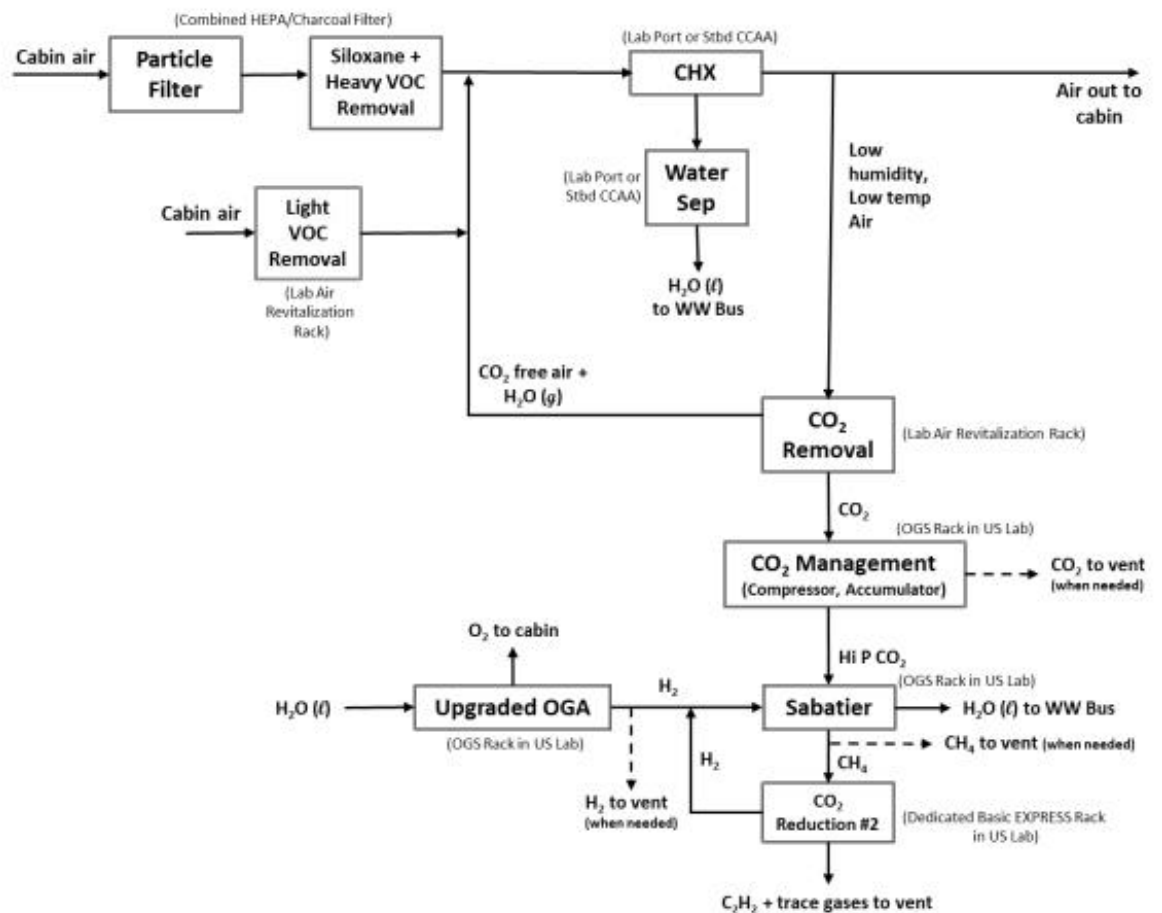 (Combined HEPA/Charcoal Filter)
Cabin air
Particle
Filter
Siloxane +
Heavy VOC
Removal
(Lab Port or Stbd CCAA)
CHX
Air out to
cabin
(Lab Port or
Stbd CCAA)
Water
Sep
H₂O (ℓ)
to WW Bus
Low
humidity,
Low temp
Air
Cabin air
Light
VOC
Removal
(Lab Air
Revitalization
Rack)
CO₂ free air +
H₂O (g)
CO₂
Removal
(Lab Air Revitalization Rack)
CO₂
(OGS Rack in US Lab)
CO₂ Management
(Compressor, Accumulator)
CO₂ to vent
(when needed)
Hi P CO₂
O₂ to cabin
H₂O (ℓ)
Upgraded OGA
(OGS Rack in US Lab)
H₂
H₂ to vent
(when needed)
H₂
(OGS Rack in US Lab)
Sabatier
H₂O (ℓ) to WW Bus
CH₄ to vent (when needed)
CH₄
CO₂
Reduction #2
(Dedicated Basic EXPRESS Rack
in US Lab)
C₂H₂ + trace gases to vent